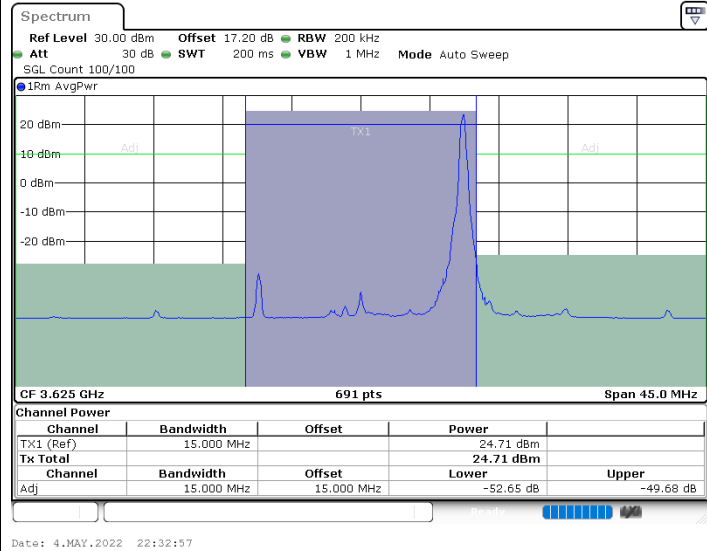 Spectrum
Ref Level 30.00 dBm Offset 17.20 dB RBW 200 kHz
Att 30 dB SWT 200 ms VBW 1 MHz Mode Auto Sweep
SGL Count 100/100
1Rm AvgPwr
20 dBm
TX1
Adj Adj
10 dBm
0 dBm
-10 dBm
-20 dBm
CF 3.625 GHz 691 pts Span 45.0 MHz
Channel Power
Channel Bandwidth Offset Power
TX1 (Ref) 15.000 MHz 24.71 dBm
Tx Total 24.71 dBm
Channel Bandwidth Offset Lower Upper
Adj 15.000 MHz 15.000 MHz -52.65 dB -49.68 dB
Ready
Date: 4.MAY.2022 22:32:57